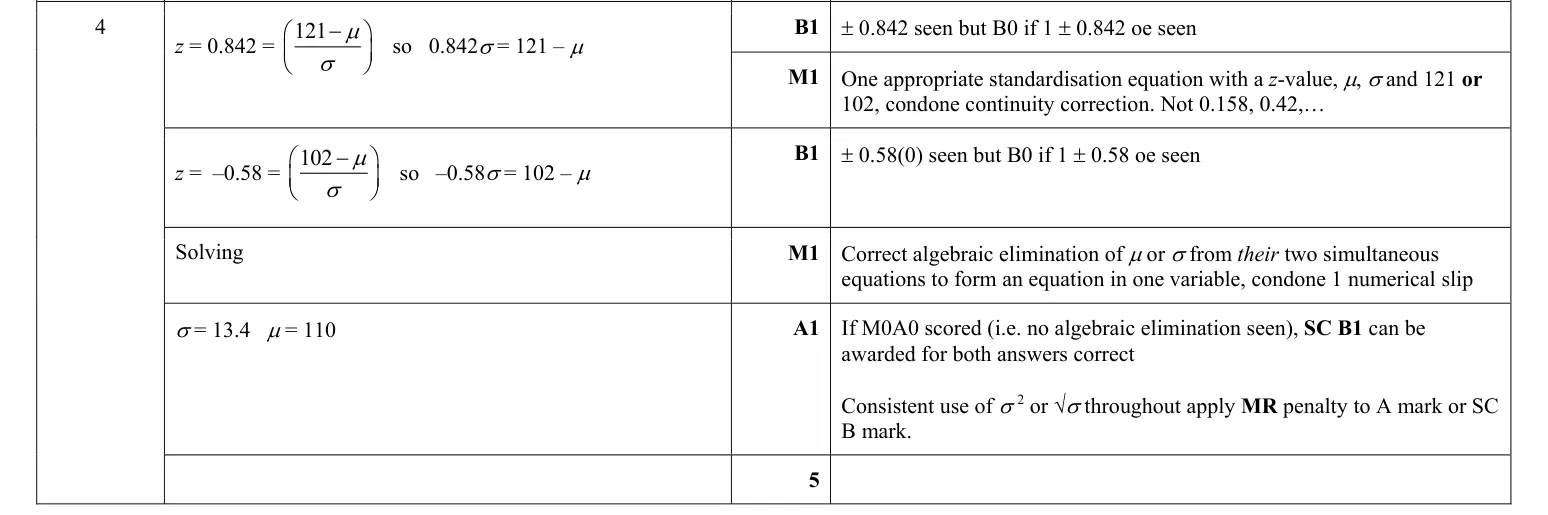 4
z = 0.842 = ((121 − μ)/σ) so 0.842σ = 121 – μ
B1
± 0.842 seen but B0 if 1 ± 0.842 oe seen
M1
One appropriate standardisation equation with a z-value, μ, σ and 121 or
102, condone continuity correction. Not 0.158, 0.42,…
z = –0.58 = ((102 − μ)/σ) so –0.58σ = 102 – μ
B1
± 0.58(0) seen but B0 if 1 ± 0.58 oe seen
Solving
M1
Correct algebraic elimination of μ or σ from their two simultaneous
equations to form an equation in one variable, condone 1 numerical slip
σ = 13.4 μ = 110
A1
If M0A0 scored (i.e. no algebraic elimination seen), SC B1 can be
awarded for both answers correct
Consistent use of σ² or √σ throughout apply MR penalty to A mark or SC
B mark.
5